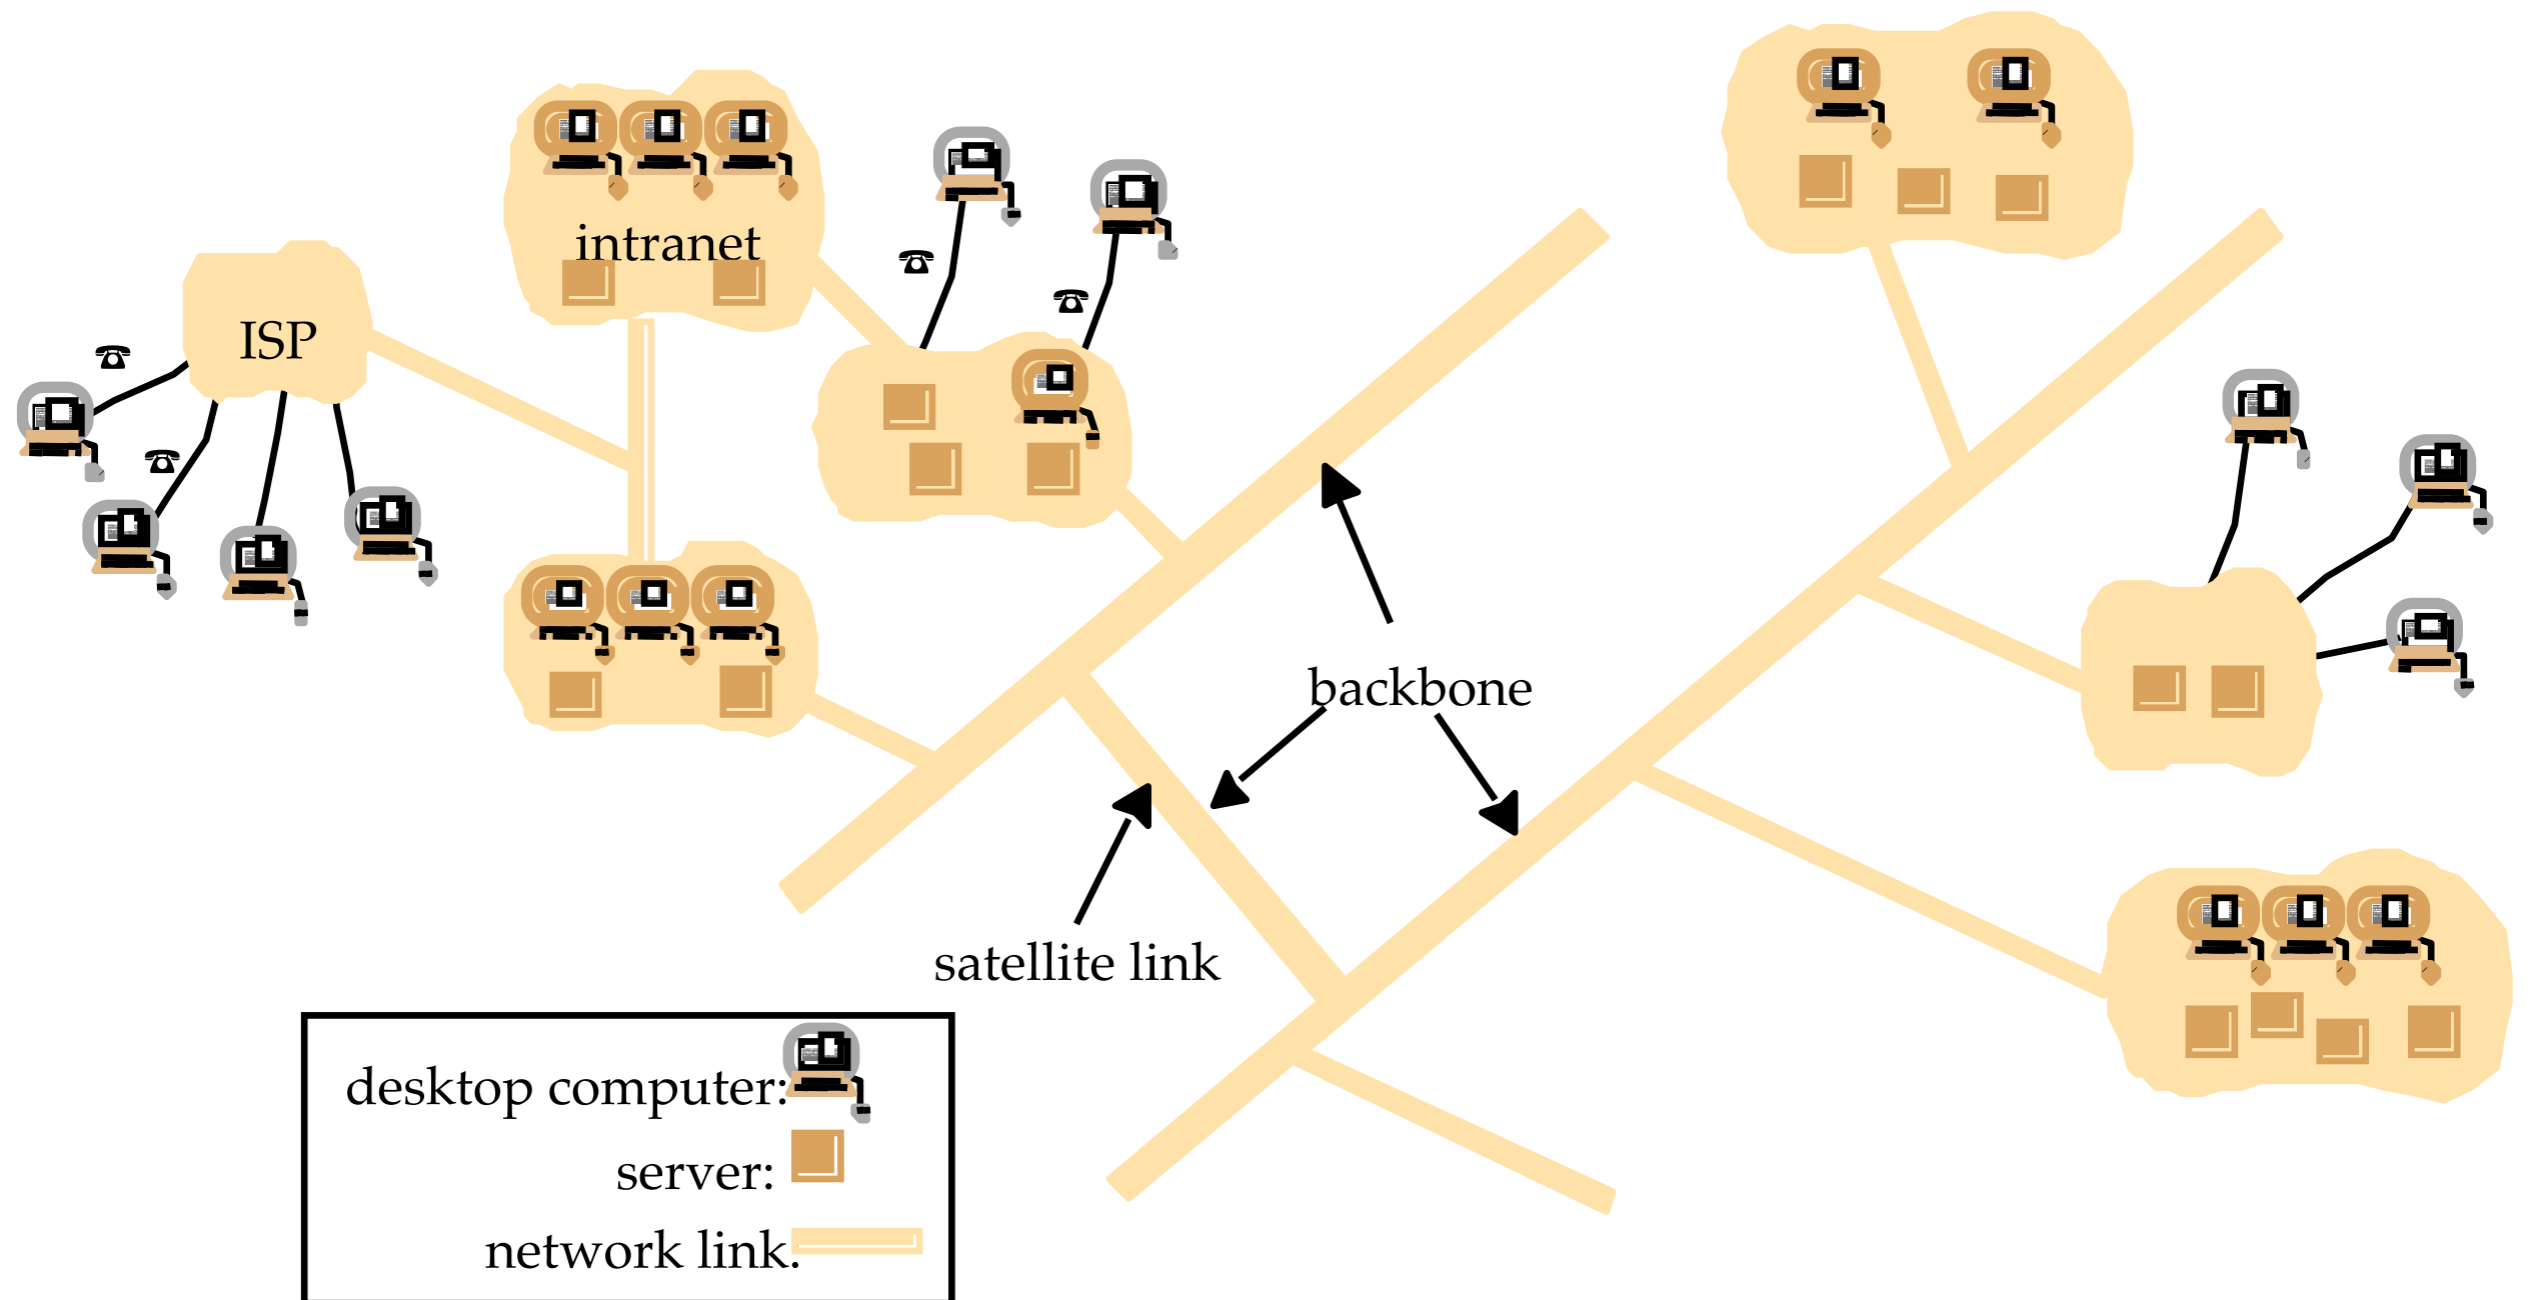 intranet
ISP
backbone
satellite link
desktop computer:
server:
network link.